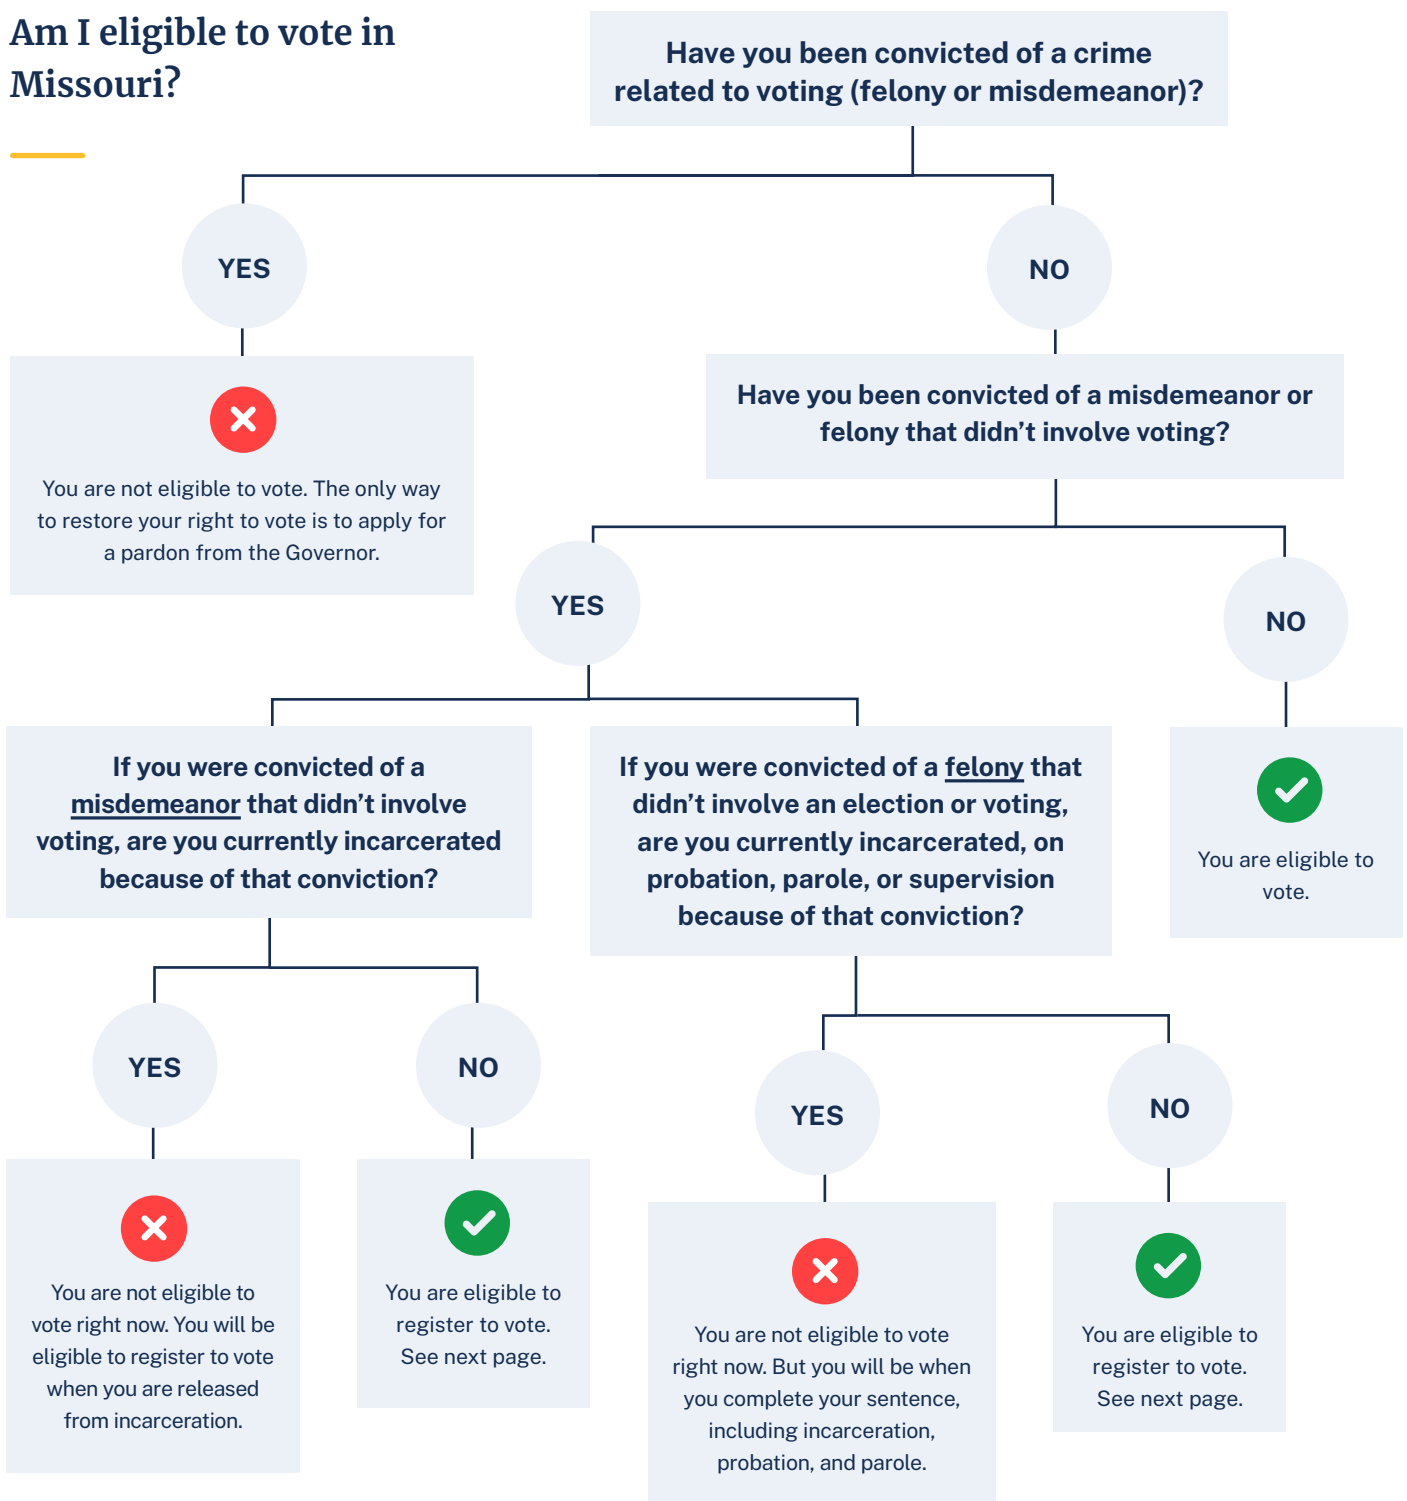 Am I eligible to vote in
Missouri?
Have you been convicted of a crime
related to voting (felony or misdemeanor)?
YES
NO
You are not eligible to vote. The only way
to restore your right to vote is to apply for
a pardon from the Governor.
Have you been convicted of a misdemeanor or
felony that didn’t involve voting?
YES
NO
If you were convicted of a
misdemeanor that didn’t involve
voting, are you currently incarcerated
because of that conviction?
If you were convicted of a felony that
didn’t involve an election or voting,
are you currently incarcerated, on
probation, parole, or supervision
because of that conviction?
You are eligible to
vote.
YES
NO
YES
NO
You are not eligible to
vote right now. You will be
eligible to register to vote
when you are released
from incarceration.
You are eligible to
register to vote.
See next page.
You are not eligible to vote
right now. But you will be when
you complete your sentence,
including incarceration,
probation, and parole.
You are eligible to
register to vote.
See next page.